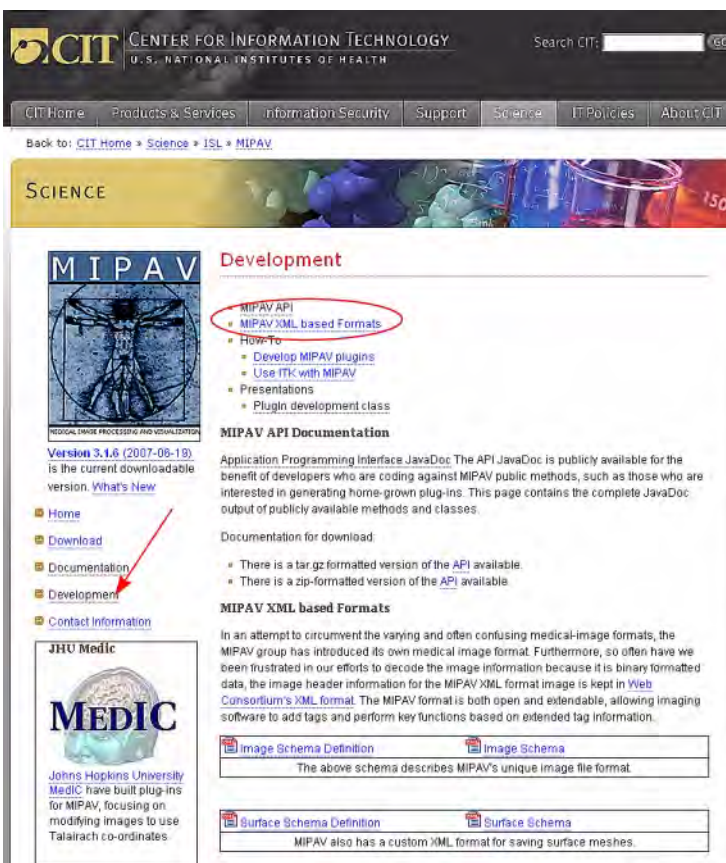 CIT CENTER FOR INFORMATION TECHNOLOGY
U.S. NATIONAL INSTITUTES OF HEALTH
Search CIT:
GO
CIT Home Products & Services Information Security Support Science IT Policies About CIT
Back to: CIT Home » Science » ISL » MIPAV
SCIENCE
150
MIPAV
MEDICAL IMAGE PROCESSING AND VISUALIZATION
Version 3.1.6 (2007-06-19)
is the current downloadable
version. What's New
Home
Download
Documentation
Development
Contact Information
JHU Medic
MEDIC
Johns Hopkins University
MedIC have built plug-ins
for MIPAV, focusing on
modifying images to use
Talairach co-ordinates
Development
MIPAV API
MIPAV XML based Formats
How-To
Develop MIPAV plugins
Use ITK with MIPAV
Presentations
PlugIn development class
MIPAV API Documentation
Application Programming Interface JavaDoc The API JavaDoc is publicly available for the
benefit of developers who are coding against MIPAV public methods, such as those who are
interested in generating home-grown plug-ins. This page contains the complete JavaDoc
output of publicly available methods and classes.
Documentation for download:
There is a tar.gz formatted version of the API available.
There is a zip-formatted version of the API available
MIPAV XML based Formats
In an attempt to circumvent the varying and often confusing medical-image formats, the
MIPAV group has introduced its own medical image format. Furthermore, so often have we
been frustrated in our efforts to decode the image information because it is binary formatted
data, the image header information for the MIPAV XML format image is kept in Web
Consortium's XML format. The MIPAV format is both open and extendable, allowing imaging
software to add tags and perform key functions based on extended tag information.
Image Schema Definition Image Schema
The above schema describes MIPAV's unique image file format.
Surface Schema Definition Surface Schema
MIPAV also has a custom XML format for saving surface meshes.